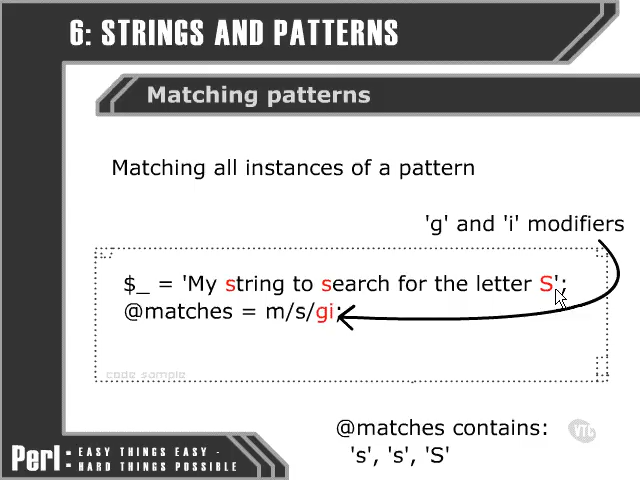 6: STRINGS AND PATTERNS
Matching patterns
Matching all instances of a pattern
'g' and 'i' modifiers
$_ = 'My string to search for the letter S';
@matches = m/s/gi;
code sample
@matches contains:
's', 's', 'S'
VTC
Perl: EASY THINGS EASY -
HARD THINGS POSSIBLE